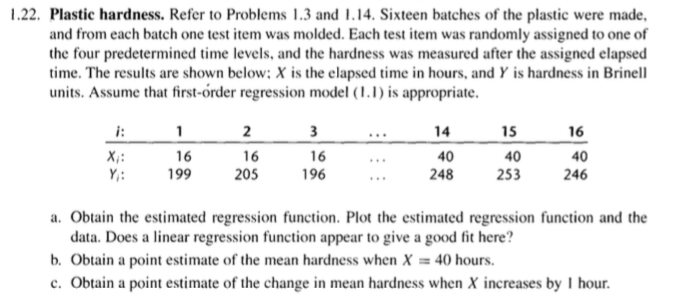 1.22. Plastic hardness. Refer to Problems 1.3 and 1.14. Sixteen batches of the plastic were made,
and from each batch one test item was molded. Each test item was randomly assigned to one of
the four predetermined time levels, and the hardness was measured after the assigned elapsed
time. The results are shown below; X is the elapsed time in hours, and Y is hardness in Brinell
units. Assume that first-order regression model (1.1) is appropriate.
i: 1 2 3 ... 14 15 16
Xi: 16 16 16 ... 40 40 40
Yi: 199 205 196 ... 248 253 246
a. Obtain the estimated regression function. Plot the estimated regression function and the
data. Does a linear regression function appear to give a good fit here?
b. Obtain a point estimate of the mean hardness when X = 40 hours.
c. Obtain a point estimate of the change in mean hardness when X increases by 1 hour.